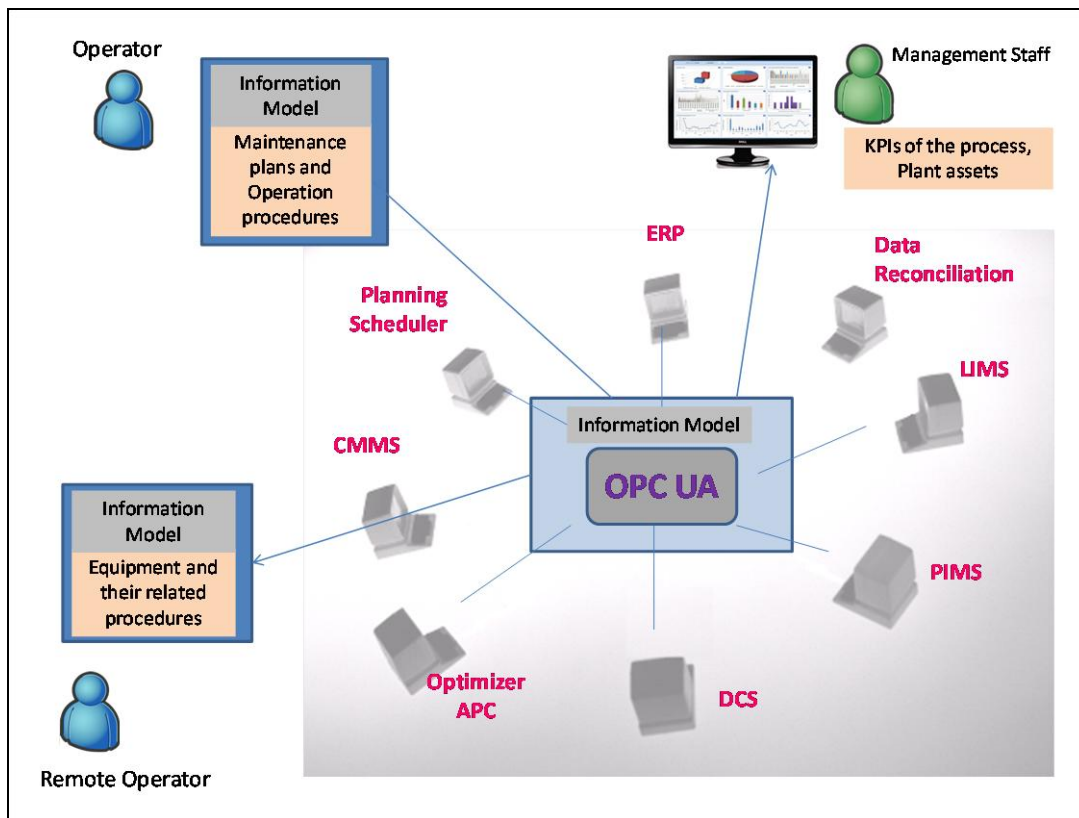 Operator
Information
Model
Maintenance
plans and
Operation
procedures
Management Staff
KPIs of the process,
Plant assets
ERP
Data
Reconciliation
Planning
Scheduler
LIMS
Information Model
OPC UA
CMMS
Information
Model
Equipment and
their related
procedures
PIMS
Optimizer
APC
DCS
Remote Operator